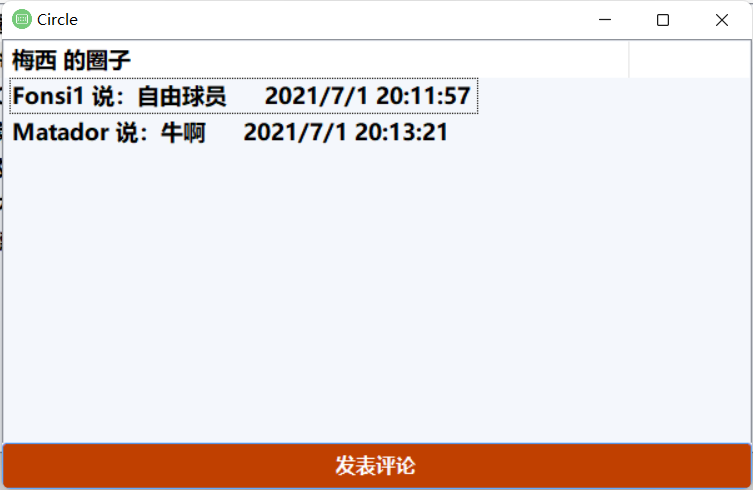 Circle
梅西 的圈子
Fonsi1 说：自由球员 2021/7/1 20:11:57
Matador 说：牛啊 2021/7/1 20:13:21
发表评论